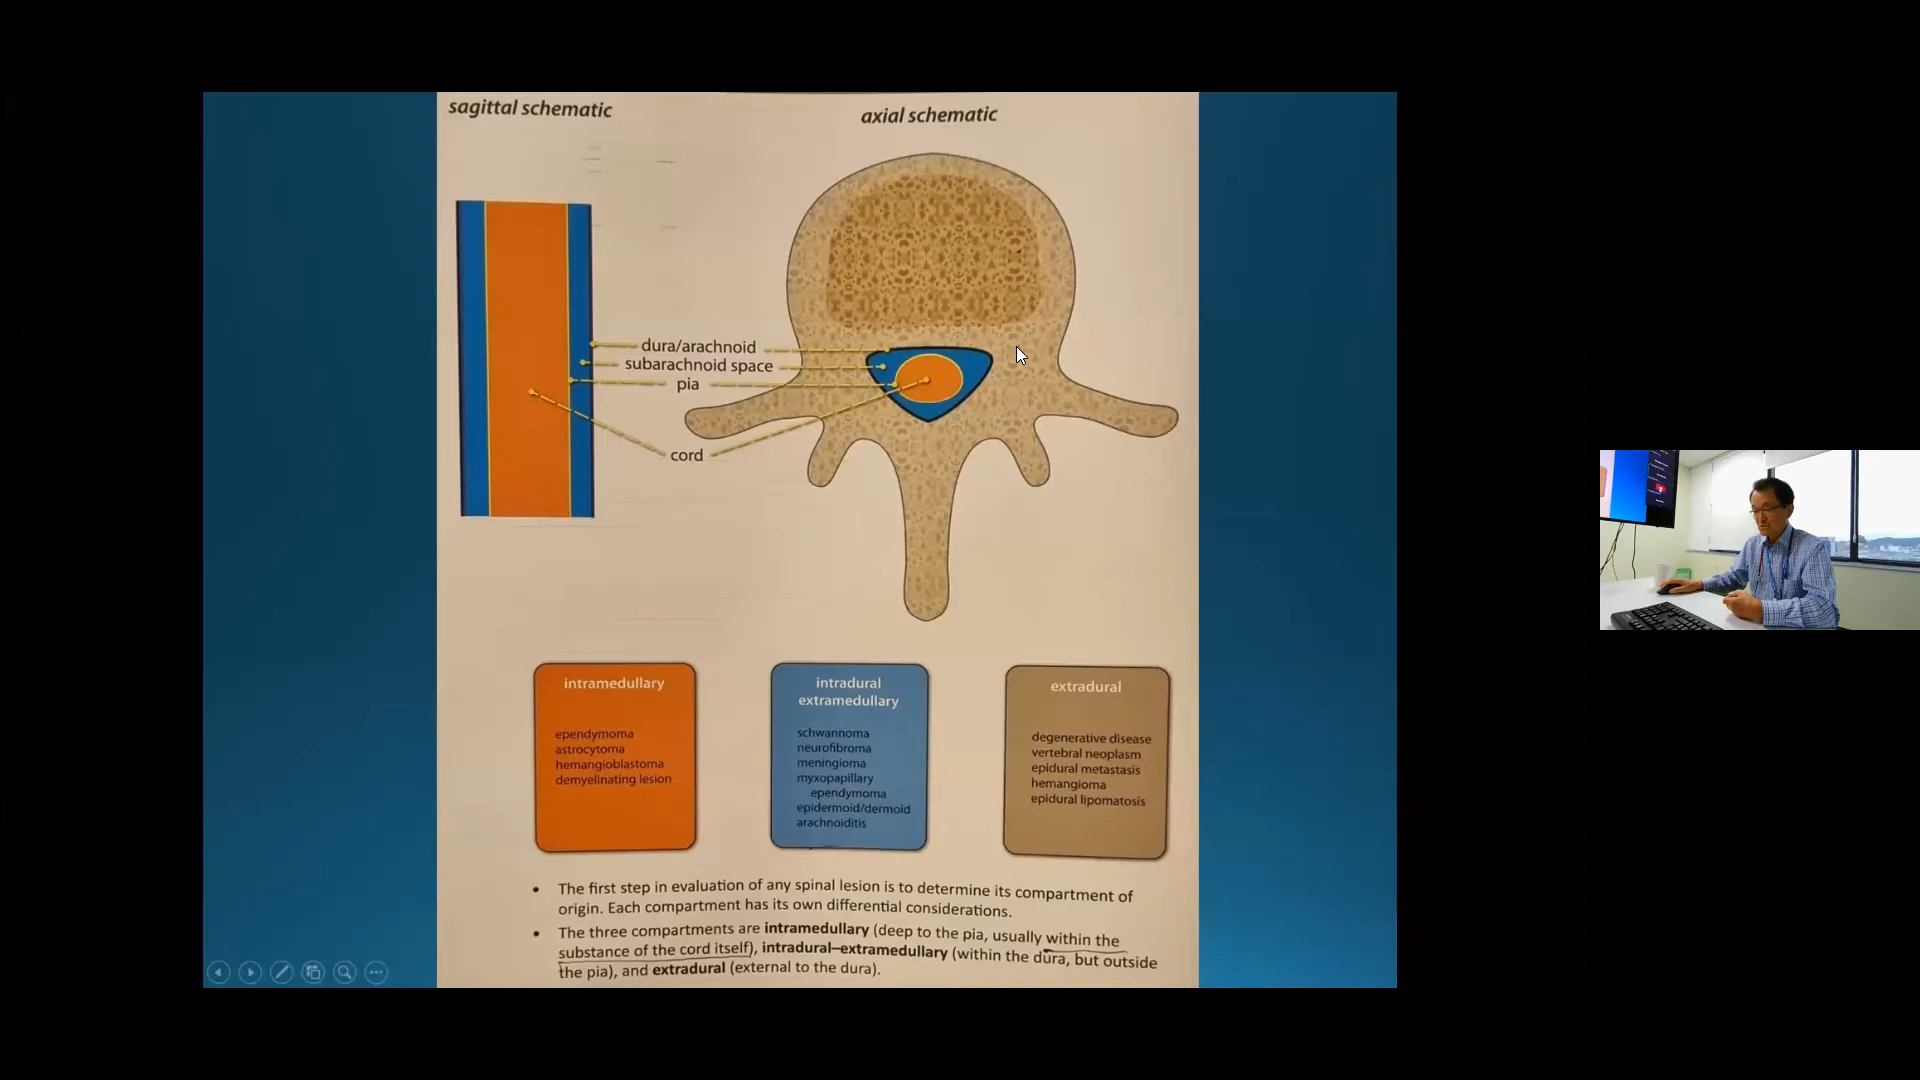 sagittal schematic
axial schematic
dura/arachnoid
subarachnoid space
pia
cord
intramedullary
ependymoma
astrocytoma
hemangioblastoma
demyelinating lesion
intradural
extramedullary
schwannoma
neurofibroma
meningioma
myxopapillary
ependymoma
epidermoid/dermoid
arachnoiditis
extradural
degenerative disease
vertebral neoplasm
epidural metastasis
hemangioma
epidural lipomatosis
• The first step in evaluation of any spinal lesion is to determine its compartment of
origin. Each compartment has its own differential considerations.
• The three compartments are intramedullary (deep to the pia, usually within the
substance of the cord itself), intradural–extramedullary (within the dura, but outside
the pia), and extradural (external to the dura).